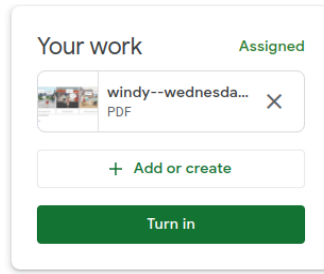 Your work
Assigned
windy--wednesda...
PDF
+ Add or create
Turn in